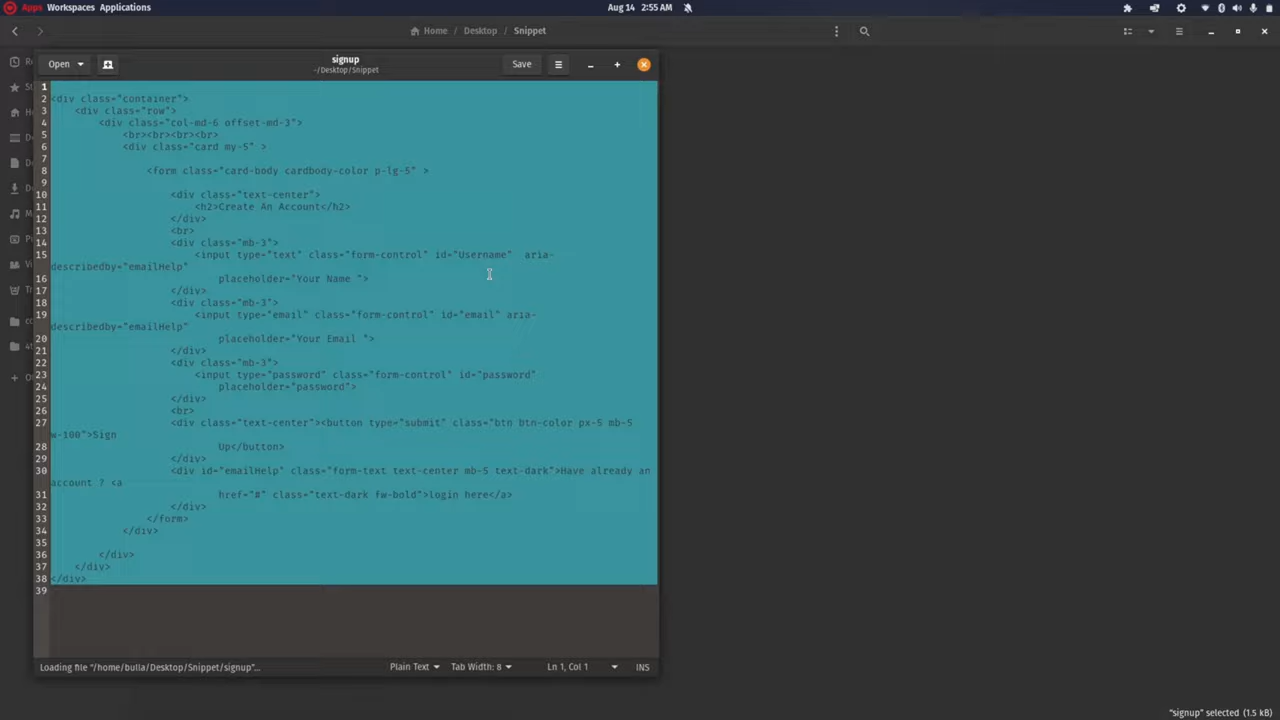 Apps Workspaces Applications
Aug 14 2:55 AM
Home Desktop Snippet
Open
signup
~/Desktop/Snippet
Save
1
2 <div class="container">
3 <div class="row">
4 <div class="col-md-6 offset-md-3">
5 <br><br><br><br>
6 <div class="card my-5" >
7
8 <form class="card-body cardbody-color p-lg-5" >
9
10 <div class="text-center">
11 <h2>Create An Account</h2>
12 </div>
13 <br>
14 <div class="mb-3">
15 <input type="text" class="form-control" id="Username"  aria-
describedby="emailHelp"
16 placeholder="Your Name ">
17 </div>
18 <div class="mb-3">
19 <input type="email" class="form-control" id="email" aria-
describedby="emailHelp"
20 placeholder="Your Email ">
21 </div>
22 <div class="mb-3">
23 <input type="password" class="form-control" id="password"
24 placeholder="password">
25 </div>
26 <br>
27 <div class="text-center"><button type="submit" class="btn btn-color px-5 mb-5
w-100">Sign
28 Up</button>
29 </div>
30 <div id="emailHelp" class="form-text text-center mb-5 text-dark">Have already an
account ? <a
31 href="#" class="text-dark fw-bold">login here</a>
32 </div>
33 </form>
34 </div>
35
36 </div>
37 </div>
38 </div>
39
Loading file "/home/bulla/Desktop/Snippet/signup"...
Plain Text Tab Width: 8 Ln 1, Col 1 INS
"signup" selected (1.5 kB)